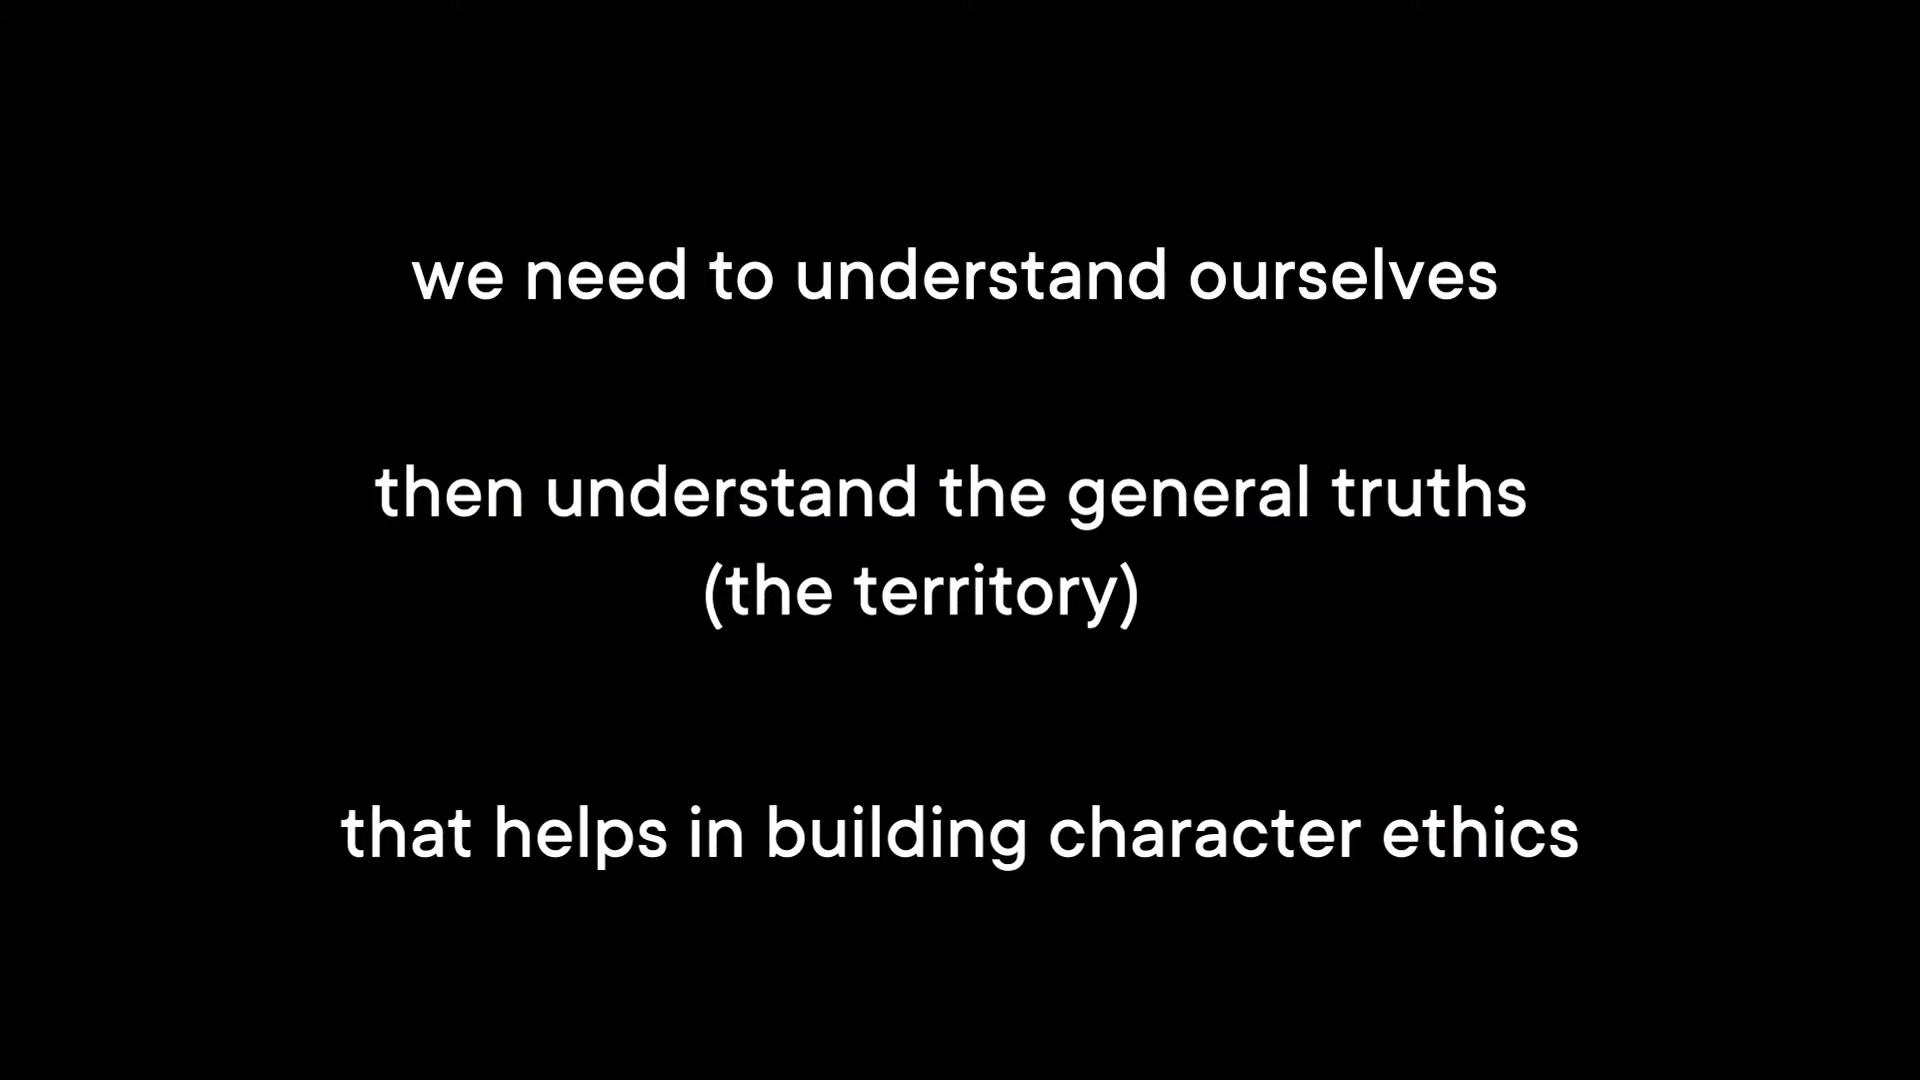 we need to understand ourselves
then understand the general truths
(the territory)
that helps in building character ethics